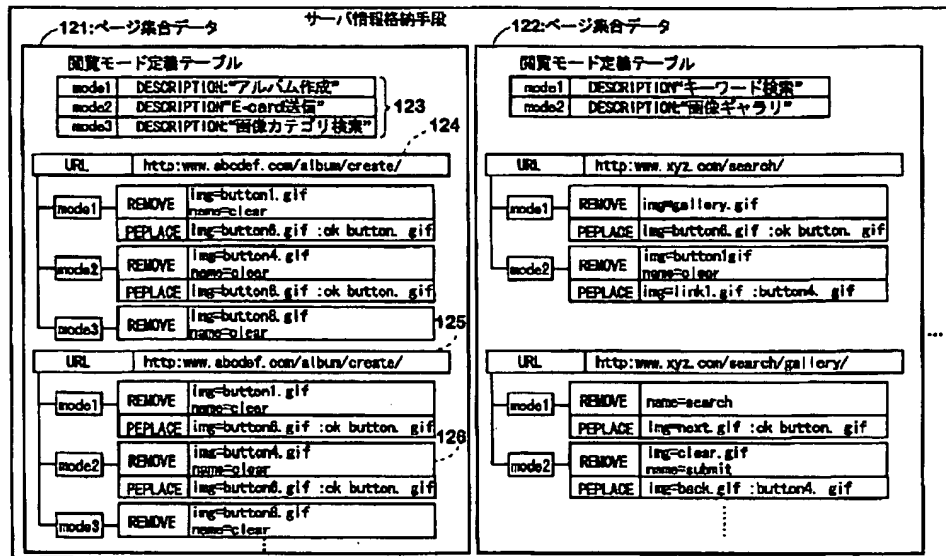 サーバ情報格納手段
121:ページ集合データ
閲覧モード定義テーブル
mode1 DESCRIPTION:"アルバム作成"
mode2 DESCRIPTION"E-card送信"
mode3 DESCRIPTION:"画像カテゴリ検索"
123
124
URL http:www.abcdef.com/album/create/
mode1 REMOVE img=button1.gif
name=clear
PEPLACE img=button6.gif :ok button. gif
mode2 REMOVE img=button4.gif
name=clear
PEPLACE img=button8.gif :ok button. gif
mode3 REMOVE img=button8.gif
name=clear
125
URL http:www.abcdef.com/album/create/
mode1 REMOVE img=button1.gif
name=clear
PEPLACE img=button6.gif :ok button. gif
126
mode2 REMOVE img=button4.gif
name=clear
PEPLACE img=button6.gif :ok button. gif
mode3 REMOVE img=button8.gif
name=clear
122:ページ集合データ
閲覧モード定義テーブル
mode1 DESCRIPTION"キーワード検索"
mode2 DESCRIPTION:"画像ギャラリ"
URL http:www.xyz.com/search/
mode1 REMOVE img=gallery.gif
PEPLACE img=button6.gif :ok button. gif
mode2 REMOVE img=button1gif
name=clear
PEPLACE img=link1.gif :button4. gif
URL http:www.xyz.com/search/gallery/
mode1 REMOVE name=search
PEPLACE img=next.gif :ok button. gif
mode2 REMOVE img=clear.gif
name=submit
PEPLACE img=back.gif :button4. gif